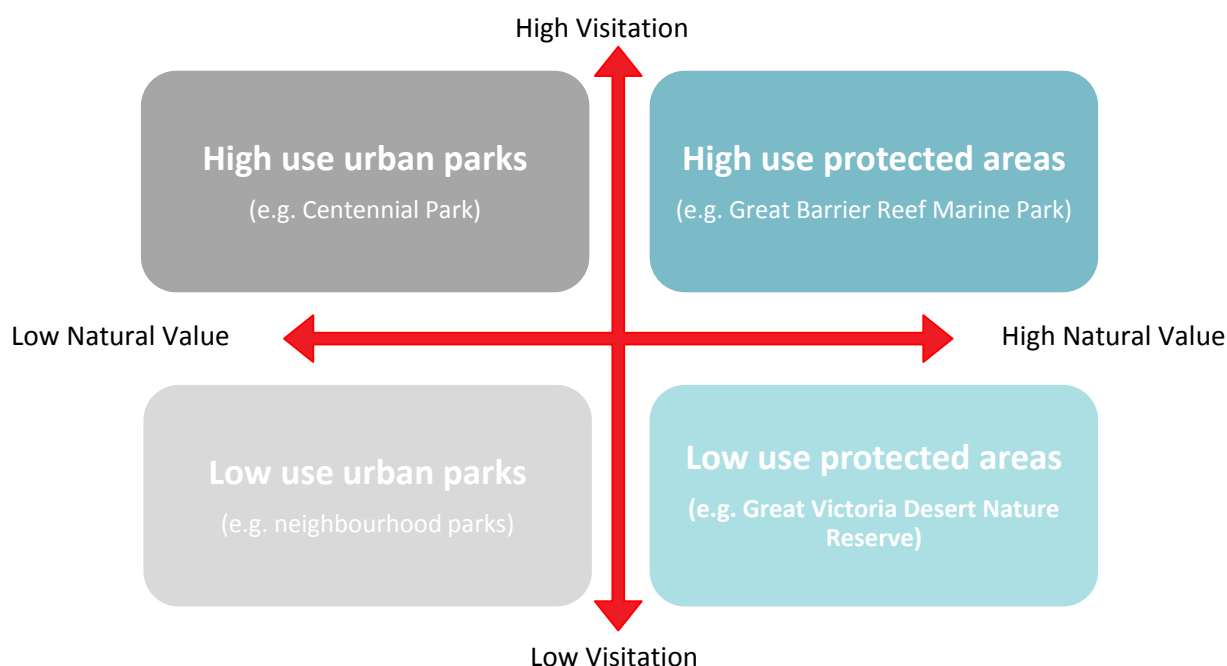 High Visitation
High use urban parks
(e.g. Centennial Park)
High use protected areas
(e.g. Great Barrier Reef Marine Park)
Low Natural Value
High Natural Value
Low use urban parks
(e.g. neighbourhood parks)
Low use protected areas
(e.g. Great Victoria Desert Nature
Reserve)
Low Visitation